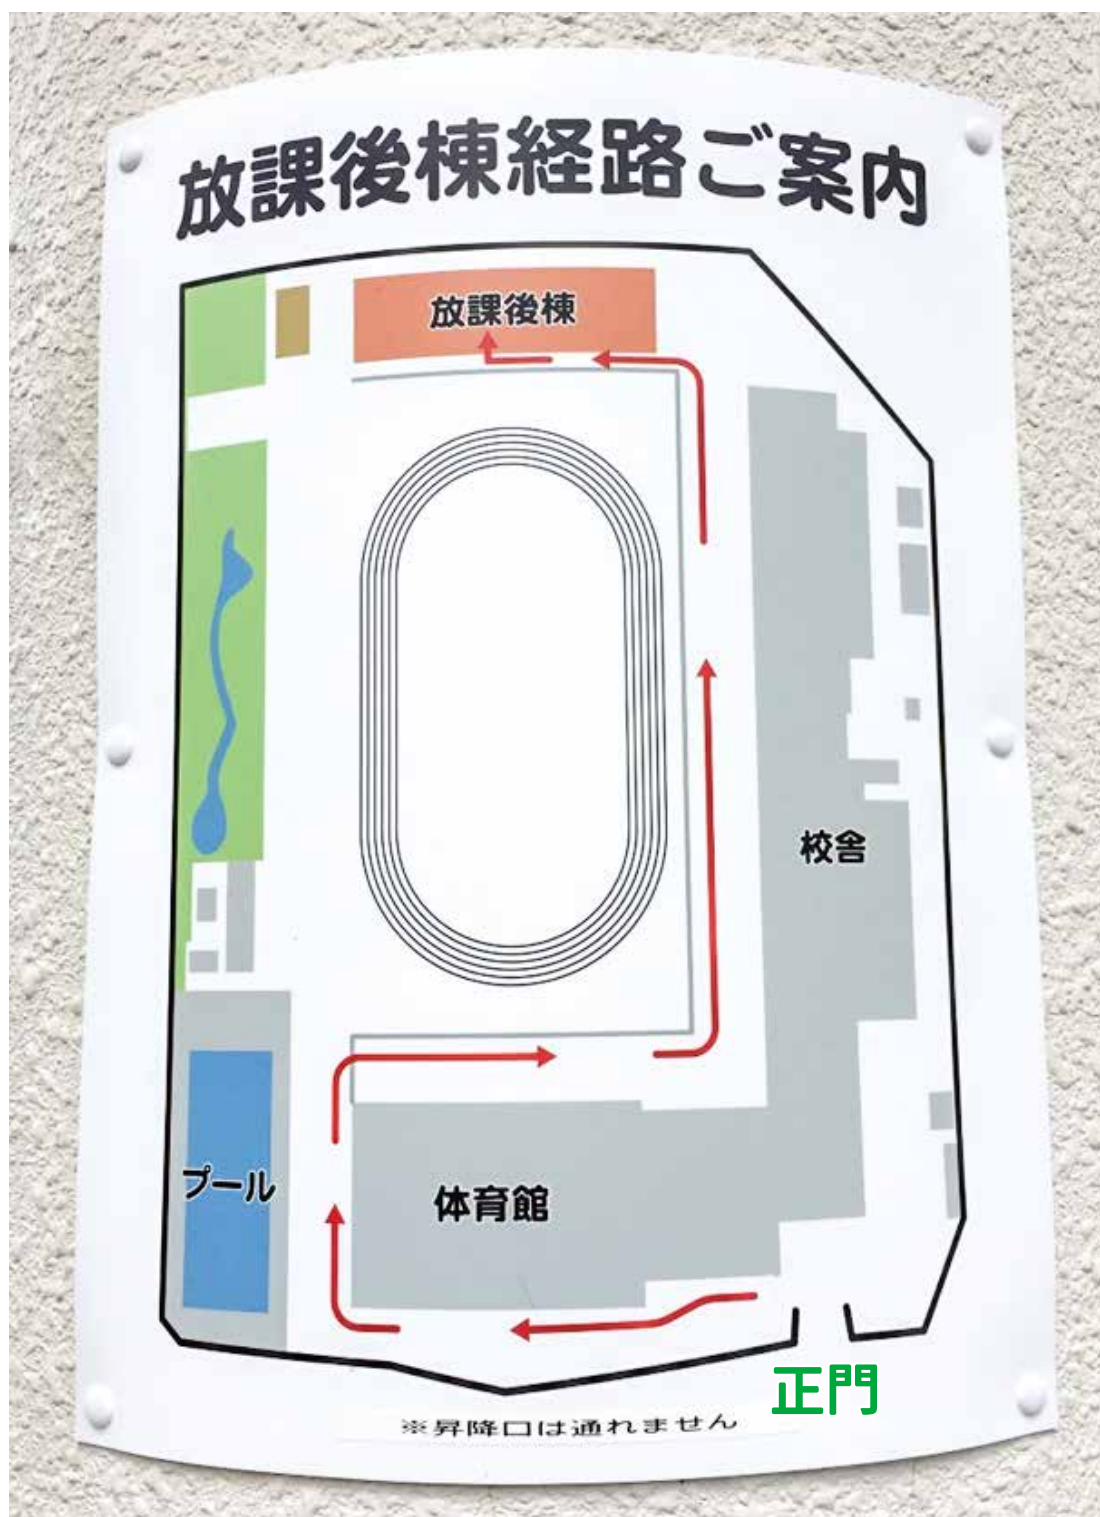 放課後棟経路ご案内
放課後棟
校舎
プール
体育館
正門
※昇降口は通れません